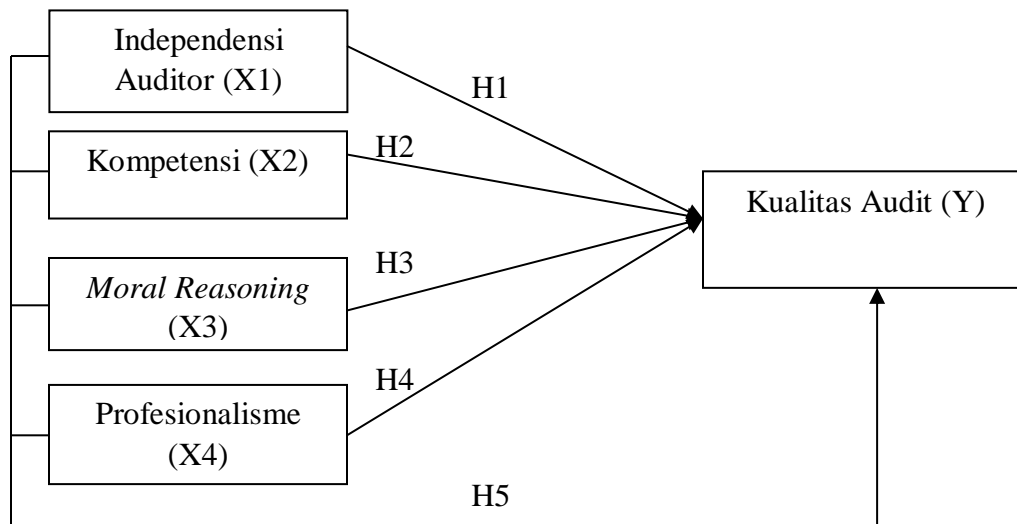 Independensi
Auditor (X1)
H1
H2
Kompetensi (X2)
Kualitas Audit (Y)
H3
Moral Reasoning
(X3)
H4
Profesionalisme
(X4)
H5